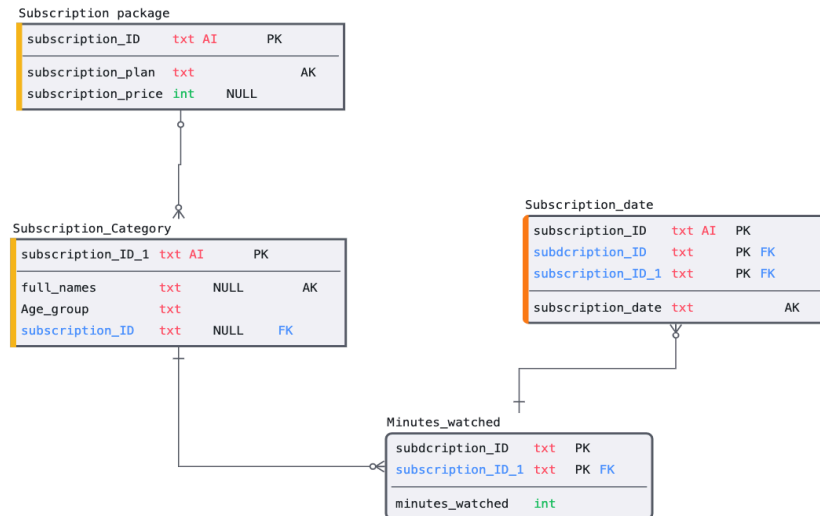 Subscription package
subscription_ID txt AI PK
subscription_plan txt AK
subscription_price int NULL
Subscription_Category
subscription_ID_1 txt AI PK
full_names txt NULL AK
Age_group txt
subscription_ID txt NULL FK
Subscription_date
subscription_ID txt AI PK
subdcription_ID txt PK FK
subscription_ID_1 txt PK FK
subscription_date txt AK
Minutes_watched
subdcription_ID txt PK
subscription_ID_1 txt PK FK
minutes_watched int